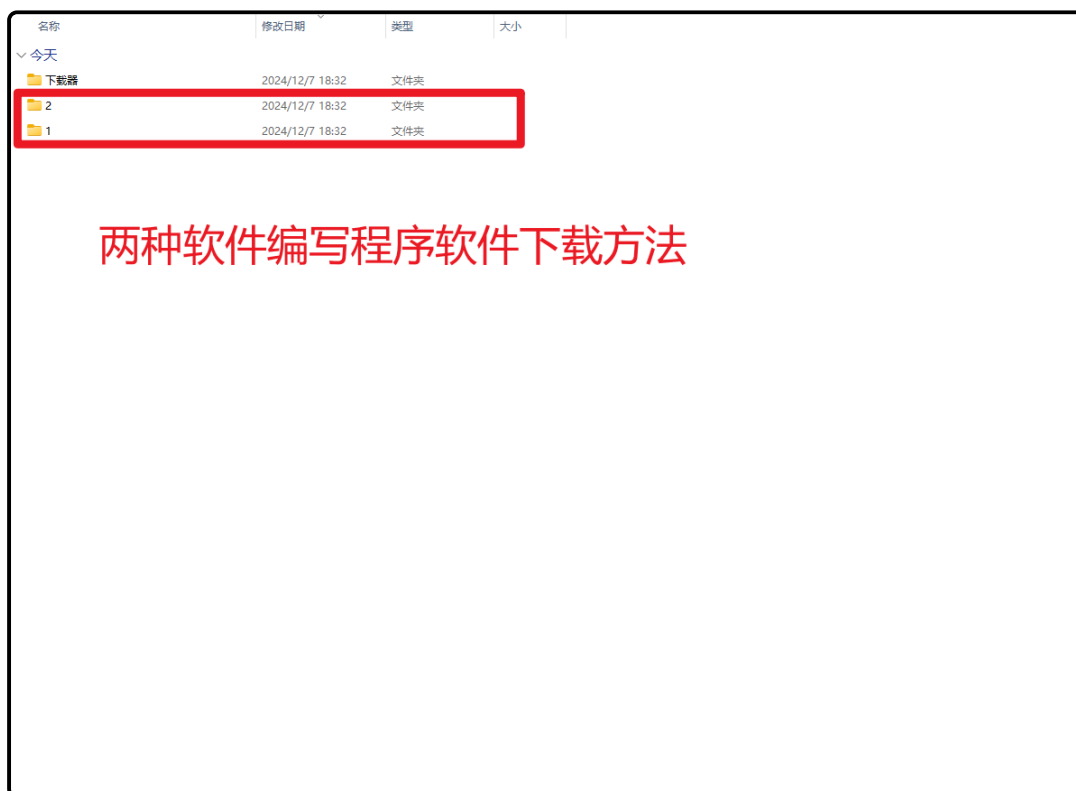 名称 修改日期 类型 大小
今天
下载器 2024/12/7 18:32 文件夹
2 2024/12/7 18:32 文件夹
1 2024/12/7 18:32 文件夹
两种软件编写程序软件下载方法